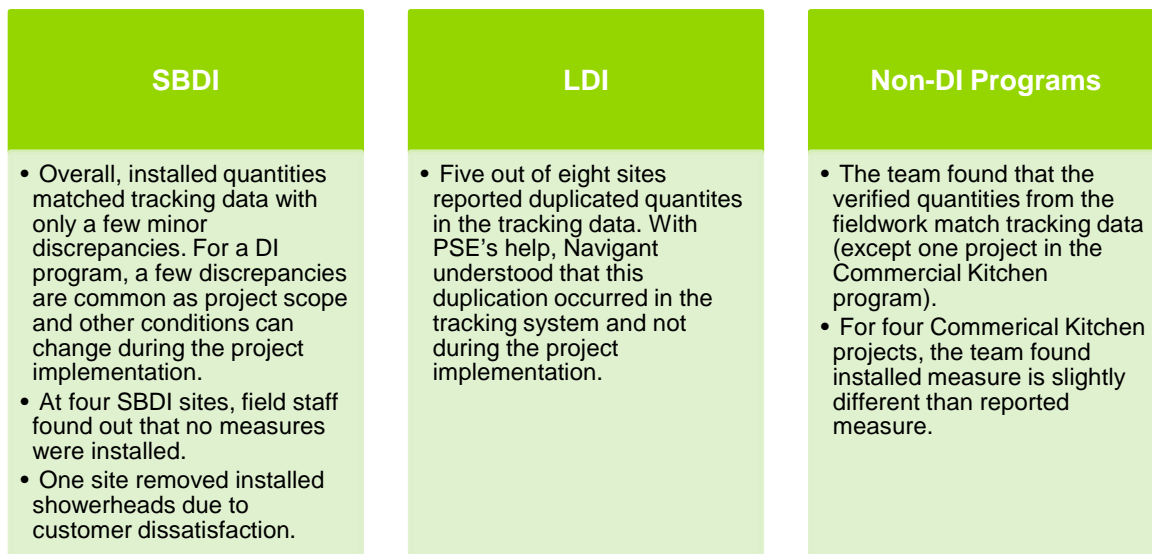 SBDI
• Overall, installed quantities
matched tracking data with
only a few minor
discrepancies. For a DI
program, a few discrepancies
are common as project scope
and other conditions can
change during the project
implementation.
• At four SBDI sites, field staff
found out that no measures
were installed.
• One site removed installed
showerheads due to
customer dissatisfaction.
LDI
• Five out of eight sites
reported duplicated quantites
in the tracking data. With
PSE's help, Navigant
understood that this
duplication occurred in the
tracking system and not
during the project
implementation.
Non-DI Programs
• The team found that the
verified quantities from the
fieldwork match tracking data
(except one project in the
Commercial Kitchen
program).
• For four Commerical Kitchen
projects, the team found
installed measure is slightly
different than reported
measure.